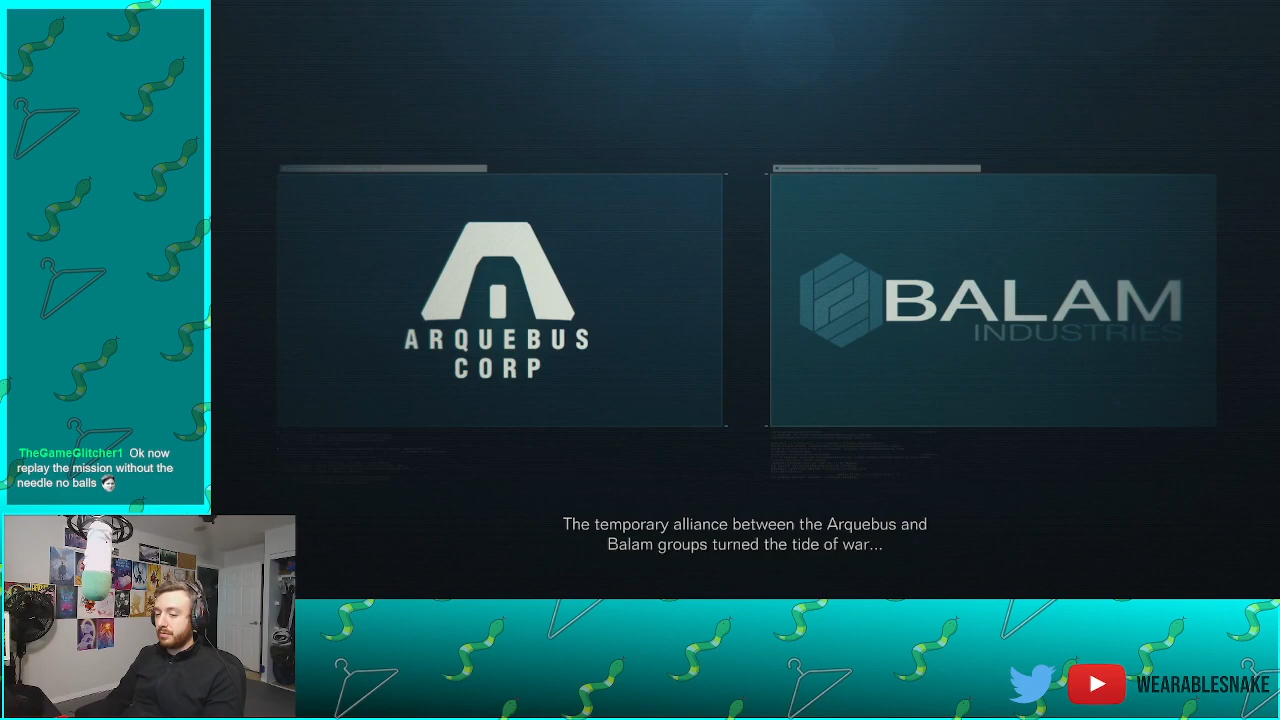 ARQUEBUS
CORP
BALAM
INDUSTRIES
TheGameGlitcher1 Ok now
replay the mission without the
needle no balls
The temporary alliance between the Arquebus and
Balam groups turned the tide of war...
WEARABLESNAKE